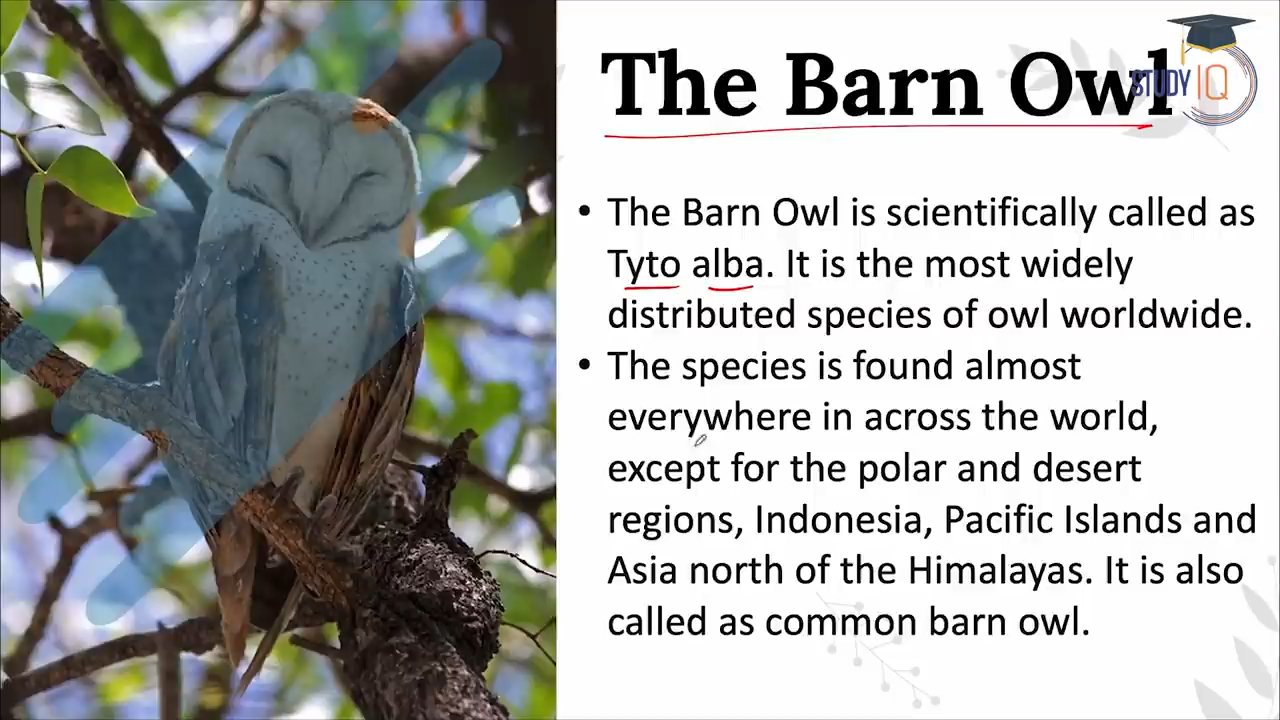 The Barn Owl
STUDY IQ
• The Barn Owl is scientifically called as
Tyto alba. It is the most widely
distributed species of owl worldwide.
• The species is found almost
everywhere in across the world,
except for the polar and desert
regions, Indonesia, Pacific Islands and
Asia north of the Himalayas. It is also
called as common barn owl.